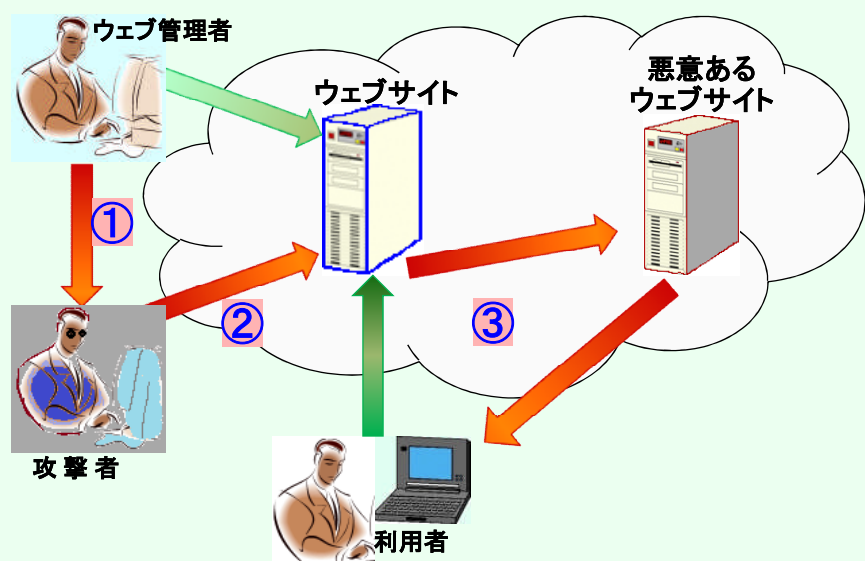 ウェブ管理者
ウェブサイト
悪意ある
ウェブサイト
①
②
③
攻撃者
利用者